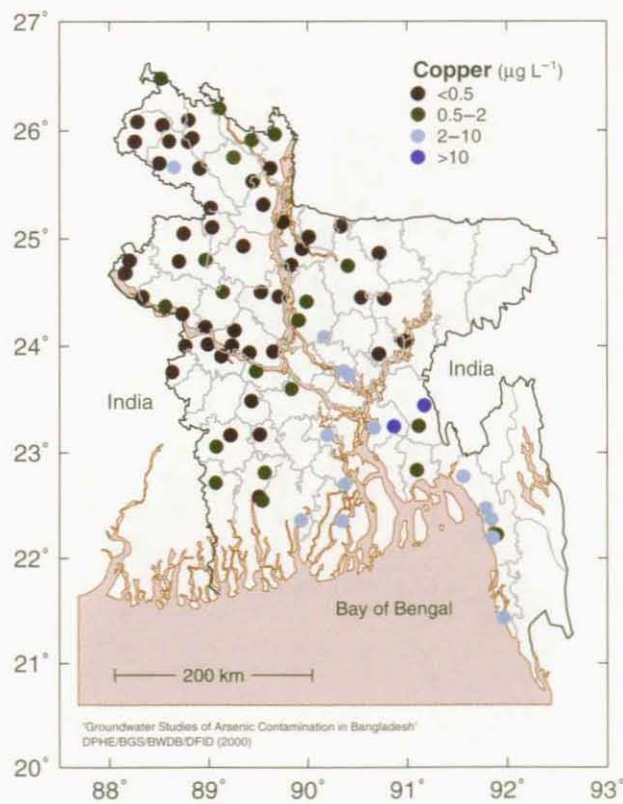 27°
26°
25°
24°
23°
22°
21°
20°
Copper (μg L⁻¹)
<0.5
0.5–2
2–10
>10
India
India
Bay of Bengal
200 km
'Groundwater Studies of Arsenic Contamination in Bangladesh'
DPHE/BGS/BWDB/DFID (2000)
88° 89° 90° 91° 92° 93°